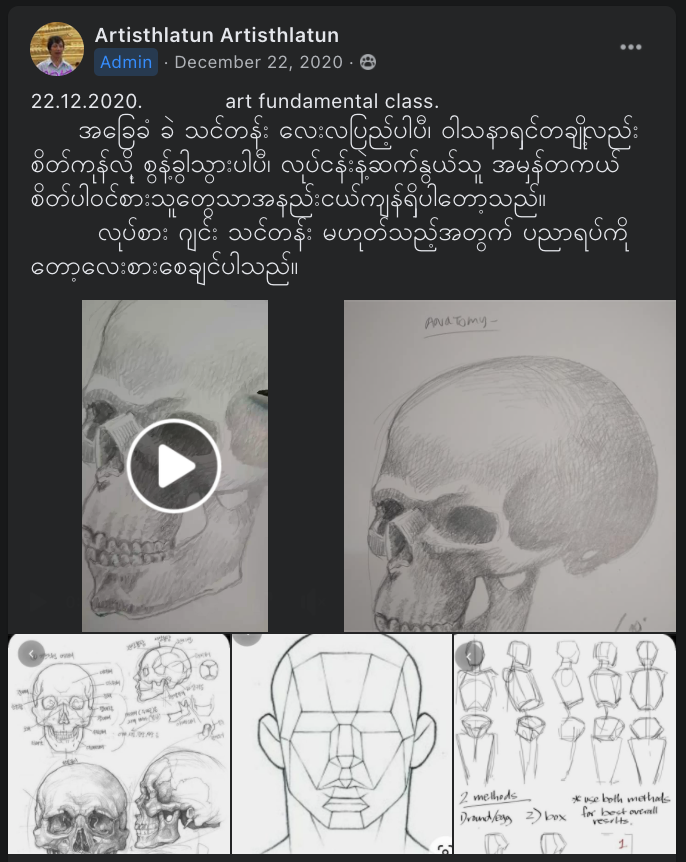 Artisthlatun Artisthlatun
Admin · December 22, 2020 ·
22.12.2020. art fundamental class.
အခြေခံ ခဲ သင်တန်း လေးလပြည့်ပါပီ၊ ဝါသနာရှင်တချို့လည်း
စိတ်ကုန်လို့ စွန့်ခွါသွားပါပီ၊ လုပ်ငန်းနဲ့ဆက်နွယ်သူ အမှန်တကယ်
စိတ်ပါဝင်စားသူတွေသာအနည်းငယ်ကျန်ရှိပါတော့သည်။
လုပ်စား ဂျင်း သင်တန်း မဟုတ်သည့်အတွက် ပညာရပ်ကို
တော့လေးစားစေချင်ပါသည်။
Anatomy
2 methods
1) round/egg 2) box
* use both methods
for best overall
results.
1